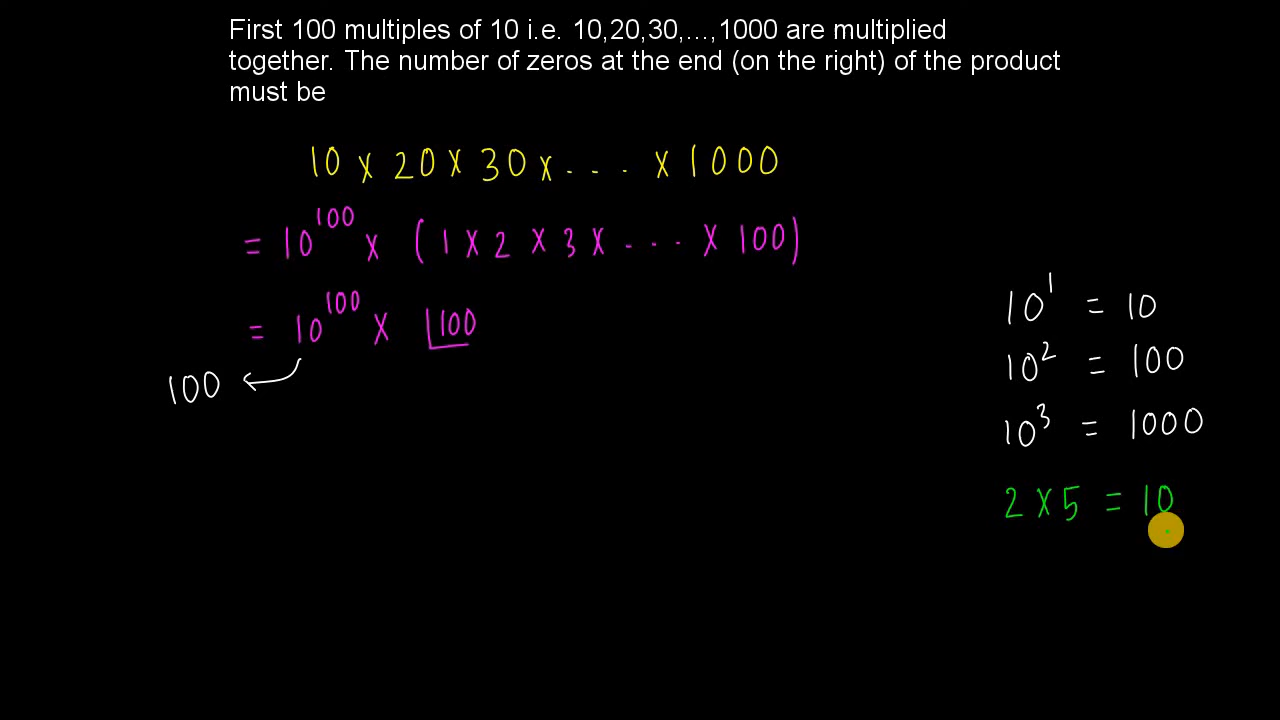 First 100 multiples of 10 i.e. 10,20,30,...,1000 are multiplied
together. The number of zeros at the end (on the right) of the product
must be
10 x 20 x 30 x . . . x 1000
= 10^100 x (1 x 2 x 3 x . . . x 100)
= 10^100 x |̲100
100
10^1 = 10
10^2 = 100
10^3 = 1000
2 x 5 = 10